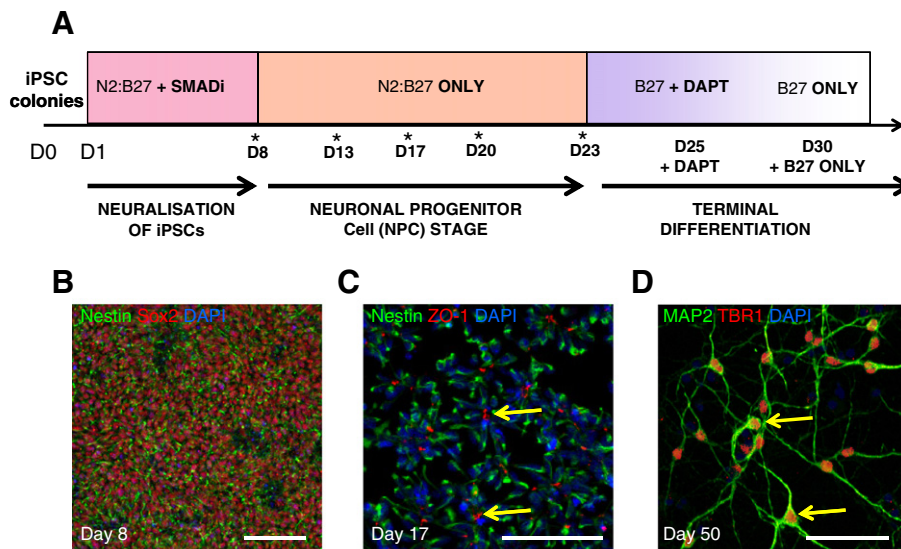 A
iPSC colonies
N2:B27 + SMADi
N2:B27 ONLY
B27 + DAPT
B27 ONLY
D0
D1
*
D8
*
D13
*
D17
*
D20
*
D23
D25
+ DAPT
D30
+ B27 ONLY
NEURALISATION
OF iPSCs
NEURONAL PROGENITOR
Cell (NPC) STAGE
TERMINAL
DIFFERENTIATION
B
Nestin Sox2 DAPI
Day 8
C
Nestin ZO-1 DAPI
Day 17
D
MAP2 TBR1 DAPI
Day 50